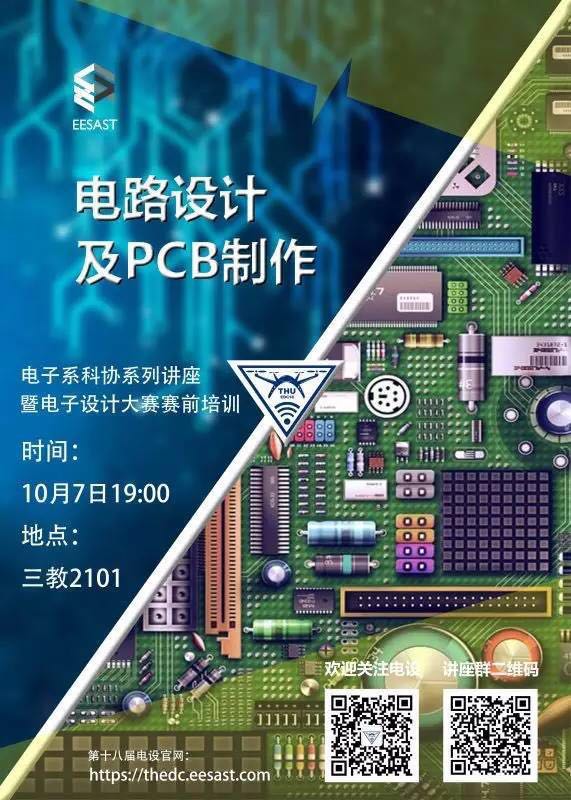 EESAST
电路设计
及PCB制作
电子系科协系列讲座
暨电子设计大赛赛前培训
THU
EDC18
时间：
10月7日19:00
地点：
三教2101
欢迎关注电设
讲座群二维码
第十八届电设官网：
https://thedc.eesast.com